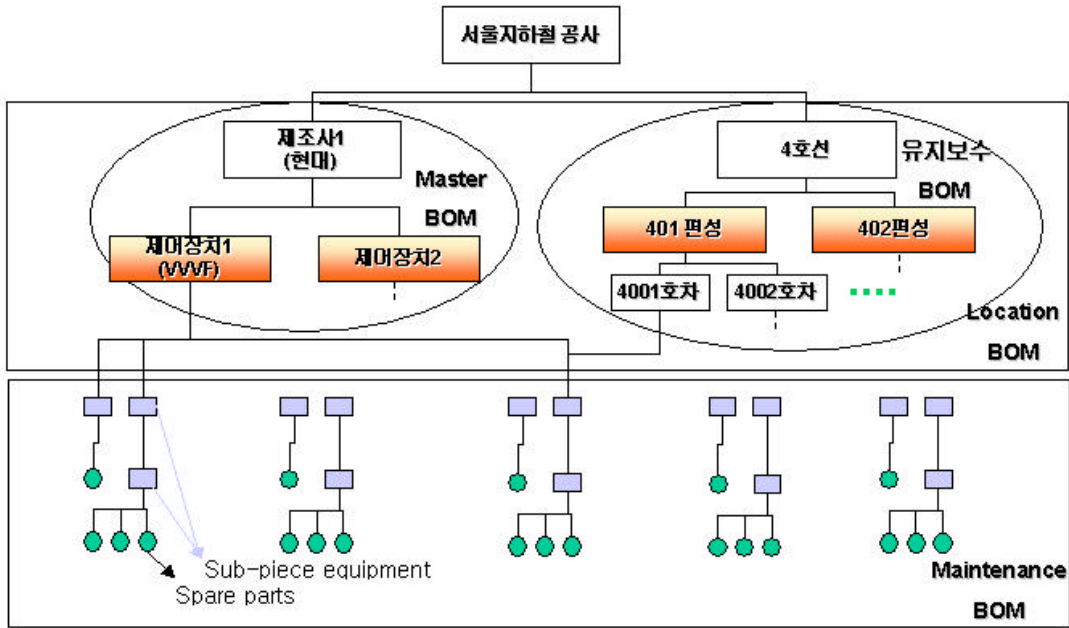 서울지하철 공사
제조사1
(현대)
Master
BOM
제어장치1
(VVVF)
제어장치2
4호선
유지보수
BOM
401 편성
402편성
4001호차
4002호차
Location
BOM
Sub-piece equipment
Spare parts
Maintenance
BOM